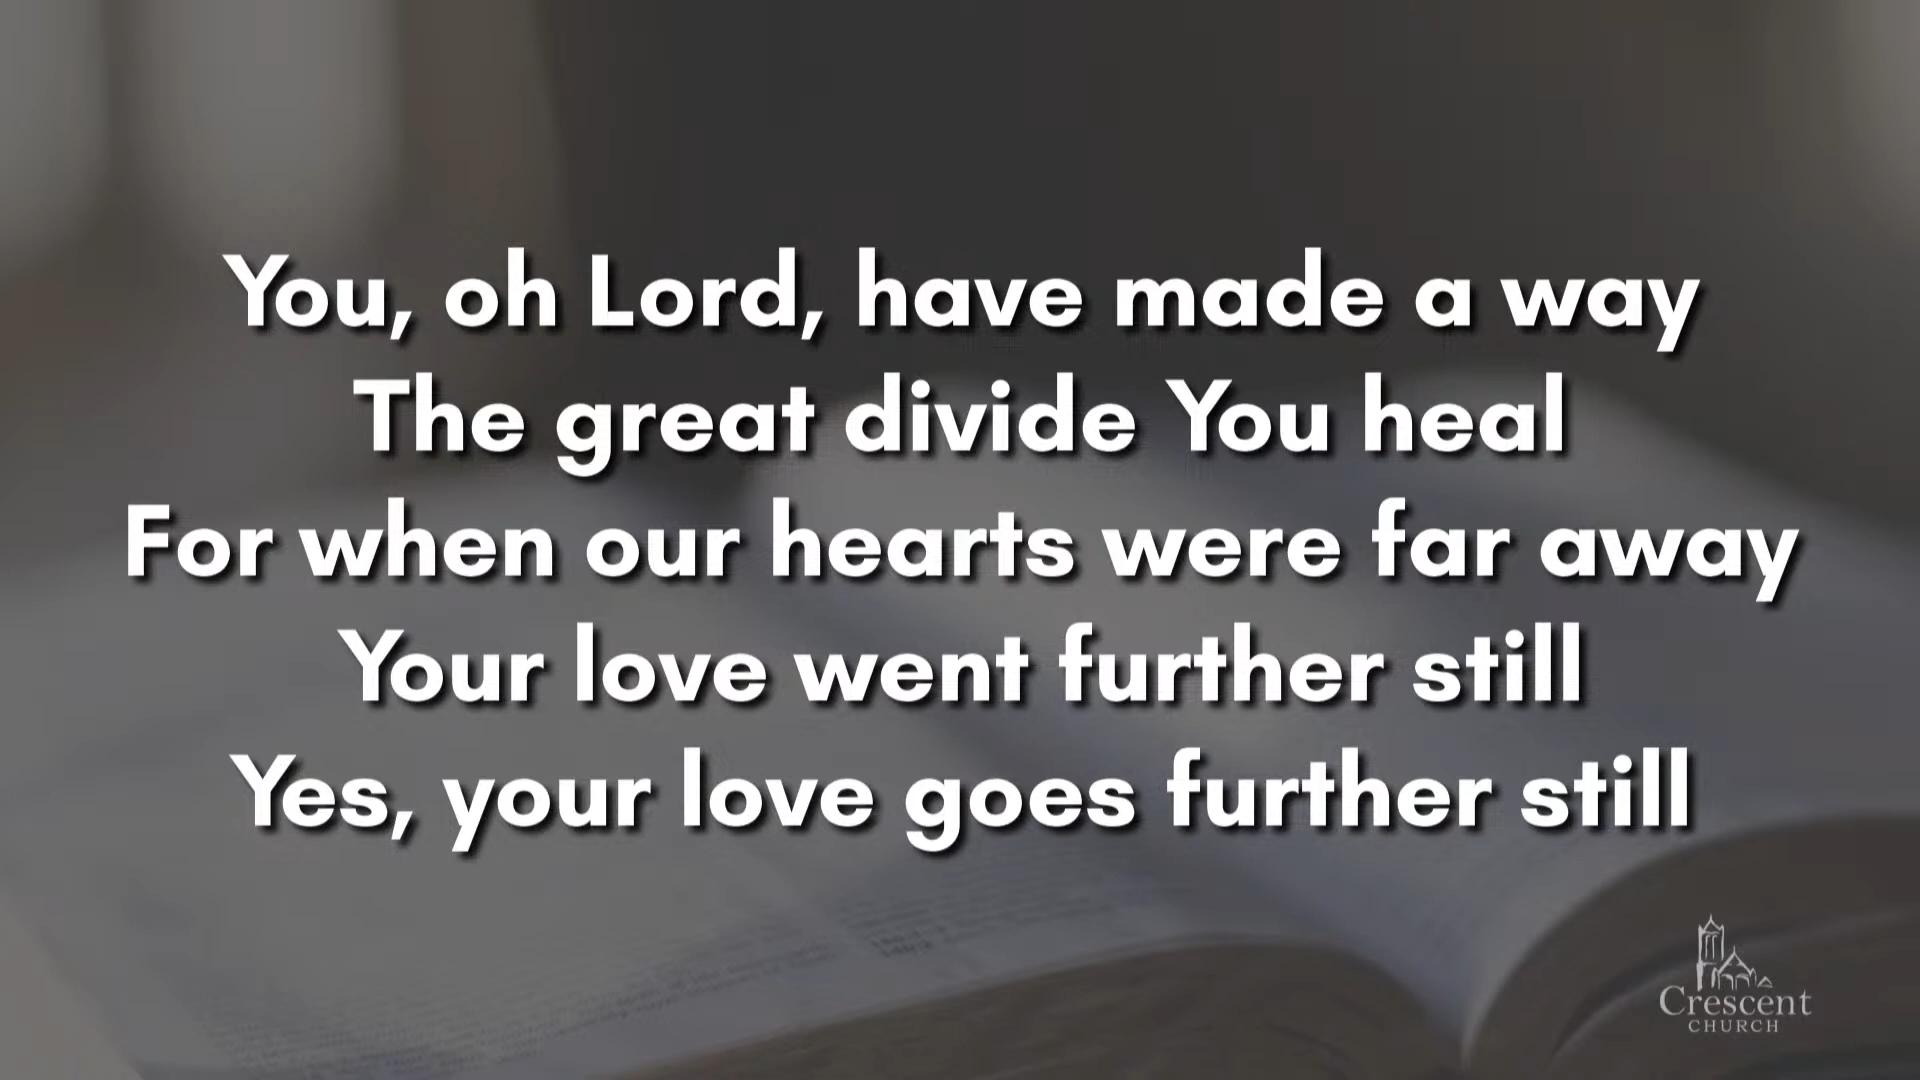 You, oh Lord, have made a way
The great divide You heal
For when our hearts were far away
Your love went further still
Yes, your love goes further still
Crescent
CHURCH